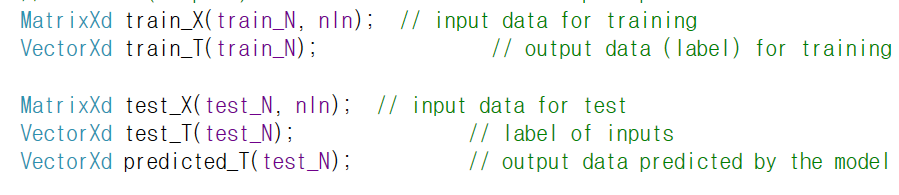 MatrixXd train_X(train_N, nIn);  // input data for training
VectorXd train_T(train_N);  // output data (label) for training
MatrixXd test_X(test_N, nIn);  // input data for test
VectorXd test_T(test_N);  // label of inputs
VectorXd predicted_T(test_N);  // output data predicted by the model